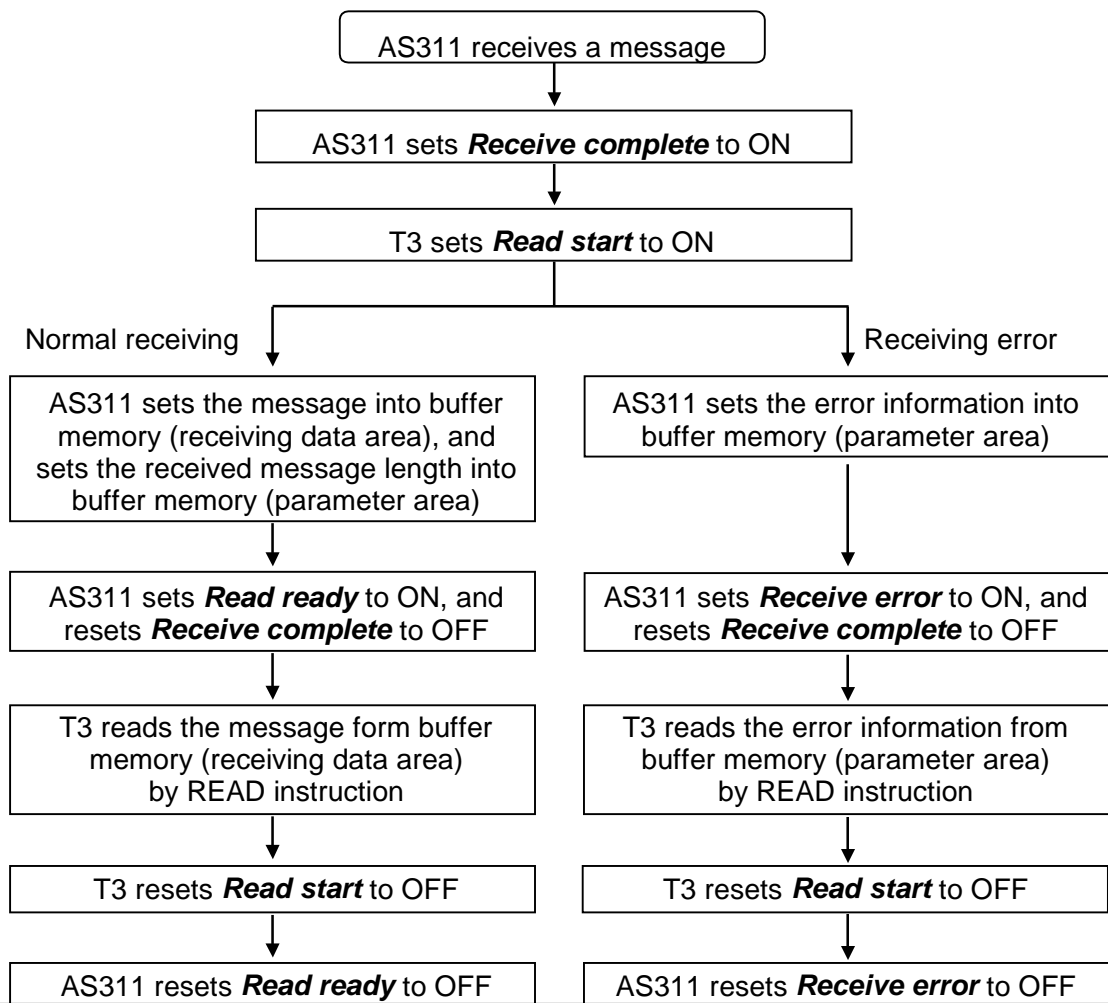 AS311 receives a message
AS311 sets Receive complete to ON
T3 sets Read start to ON
Normal receiving
Receiving error
AS311 sets the message into buffer
memory (receiving data area), and
sets the received message length into
buffer memory (parameter area)
AS311 sets the error information into
buffer memory (parameter area)
AS311 sets Read ready to ON, and
resets Receive complete to OFF
AS311 sets Receive error to ON, and
resets Receive complete to OFF
T3 reads the message form buffer
memory (receiving data area)
by READ instruction
T3 reads the error information from
buffer memory (parameter area)
by READ instruction
T3 resets Read start to OFF
T3 resets Read start to OFF
AS311 resets Read ready to OFF
AS311 resets Receive error to OFF